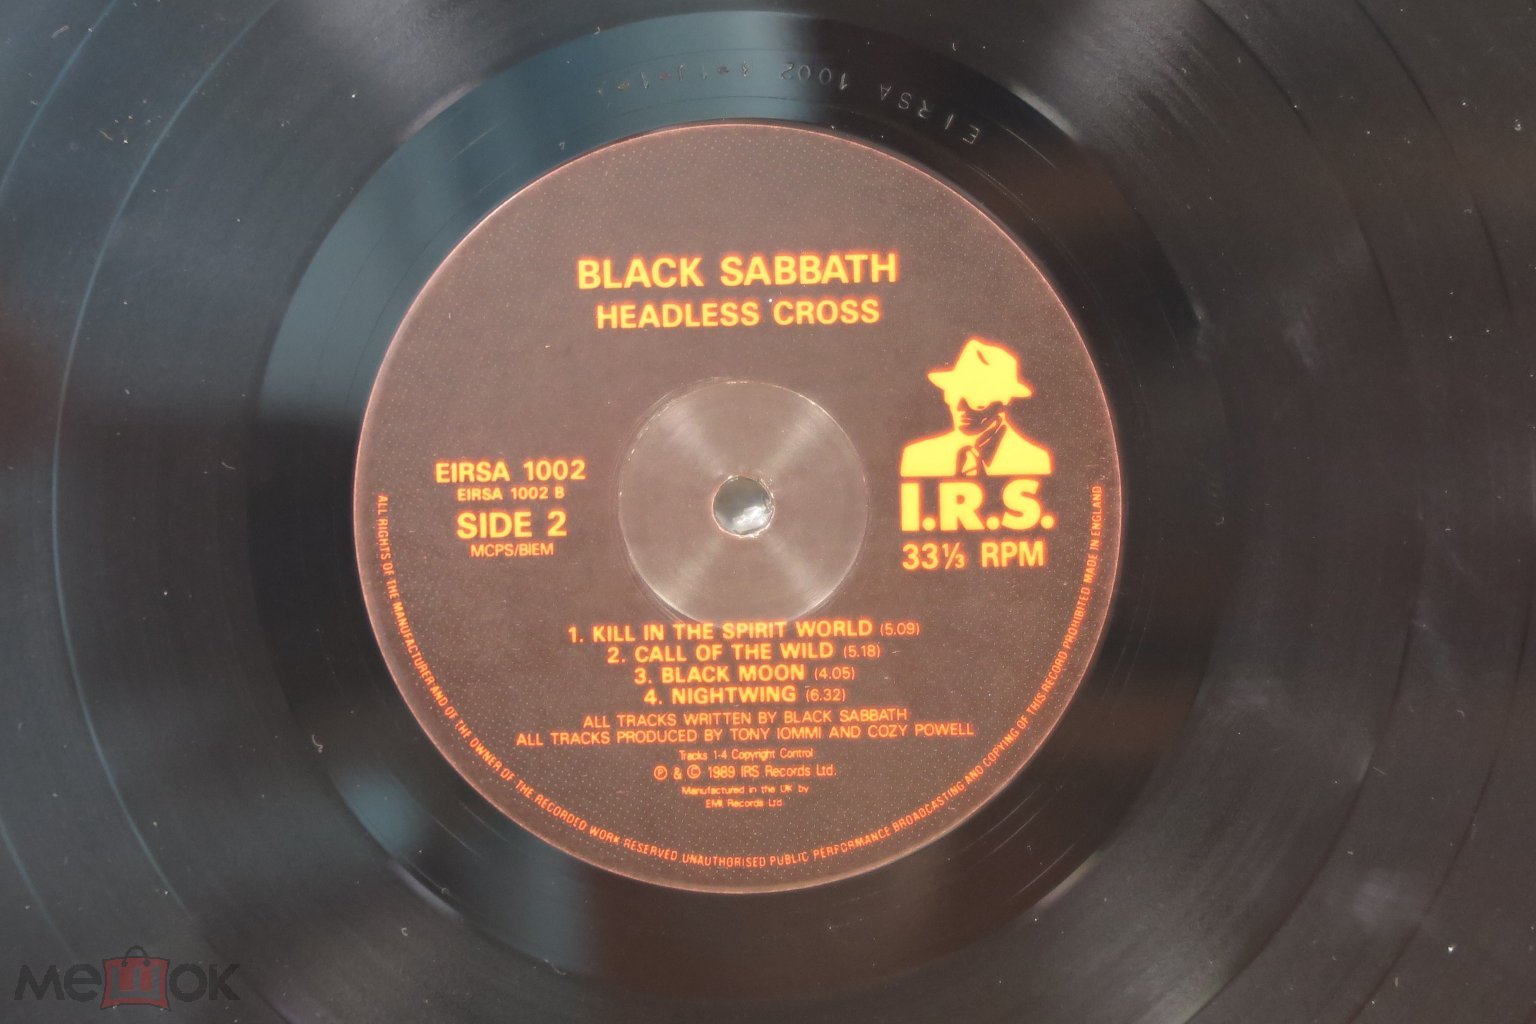 EIRSA 1002
BLACK SABBATH
HEADLESS CROSS
EIRSA 1002
EIRSA 1002 B
SIDE 2
MCPS/BIEM
I.R.S.
33⅓ RPM
1. KILL IN THE SPIRIT WORLD (5.09)
2. CALL OF THE WILD (5.18)
3. BLACK MOON (4.05)
4. NIGHTWING (6.32)
ALL TRACKS WRITTEN BY BLACK SABBATH
ALL TRACKS PRODUCED BY TONY IOMMI AND COZY POWELL
Tracks 1-4 Copyright Control
℗ & © 1989 IRS Records Ltd.
Manufactured in the UK by
EMI Records Ltd
ALL RIGHTS OF THE MANUFACTURER AND OF THE OWNER OF THE RECORDED WORK RESERVED UNAUTHORISED PUBLIC PERFORMANCE BROADCASTING AND COPYING OF THIS RECORD PROHIBITED MADE IN ENGLAND
мешок